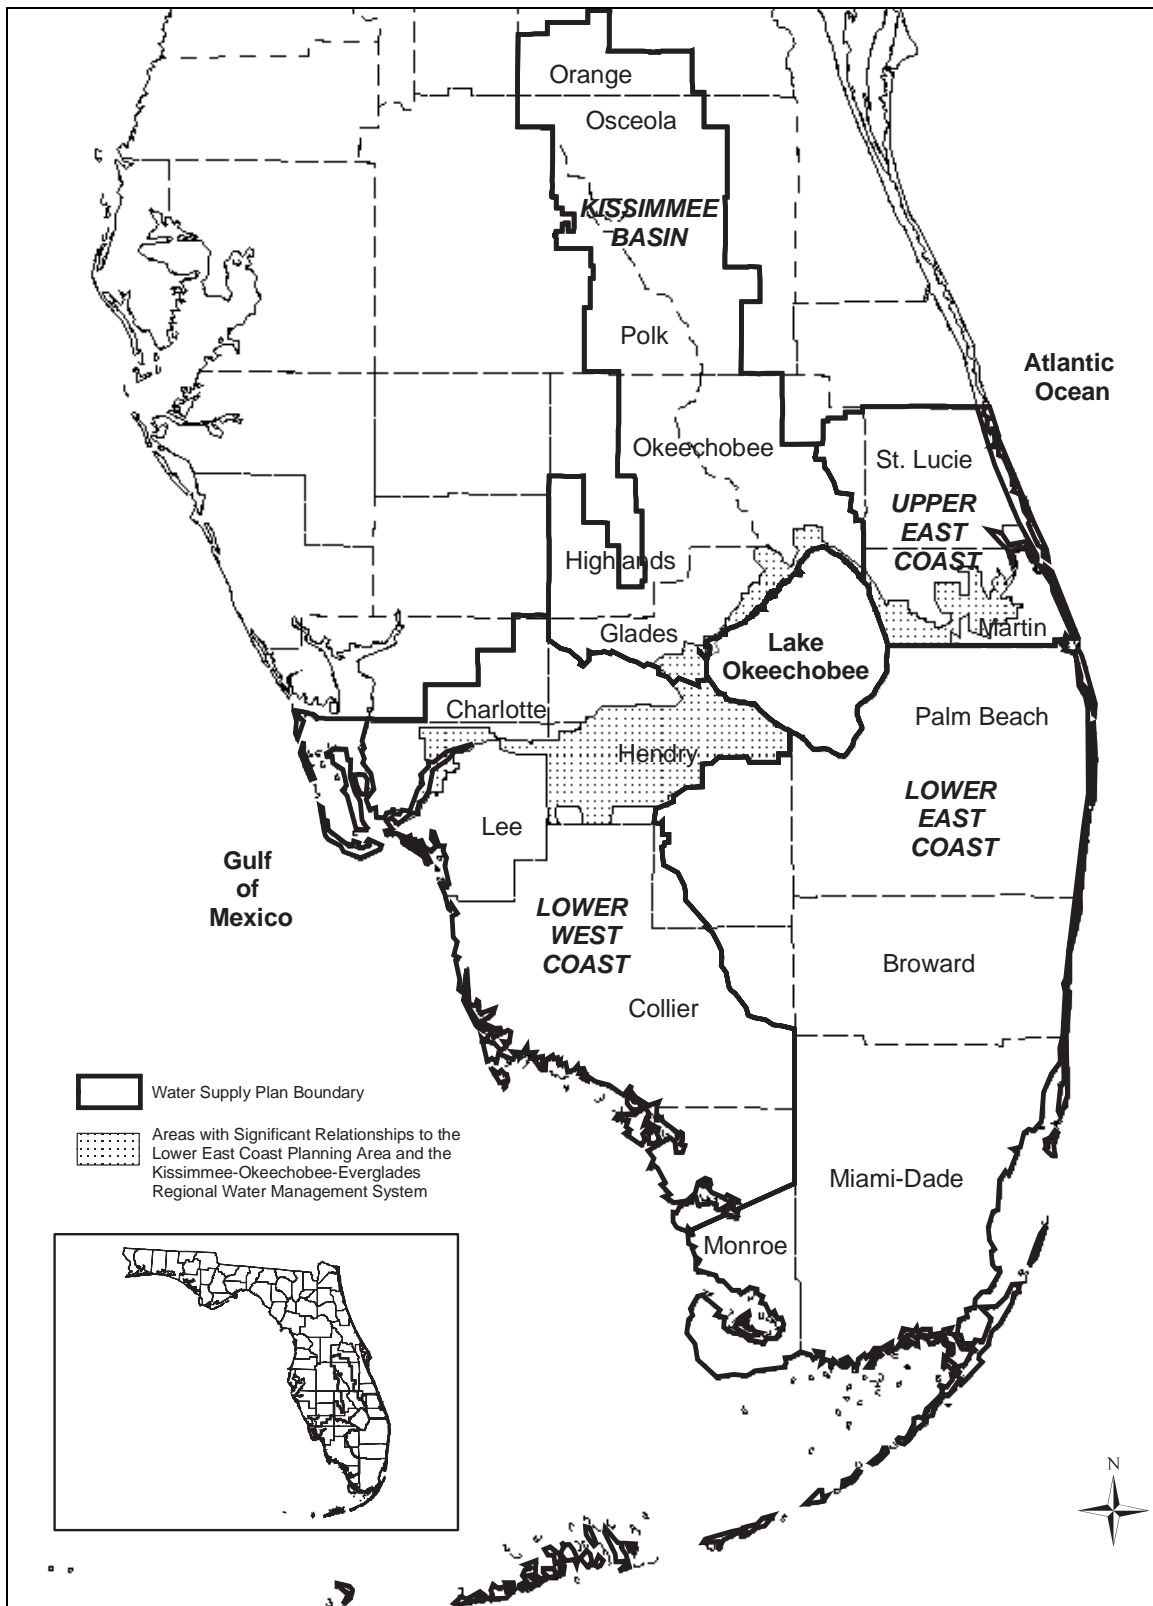 Orange
Osceola
KISSIMMEE
BASIN
Polk
Atlantic
Ocean
Okeechobee
St. Lucie
UPPER
EAST
COAST
Highlands
Glades
Martin
Lake
Okeechobee
Charlotte
Palm Beach
Hendry
LOWER
EAST
COAST
Lee
Gulf
of
Mexico
LOWER
WEST
COAST
Broward
Collier
Water Supply Plan Boundary
Areas with Significant Relationships to the
Lower East Coast Planning Area and the
Kissimmee-Okeechobee-Everglades
Regional Water Management System
Miami-Dade
Monroe
N